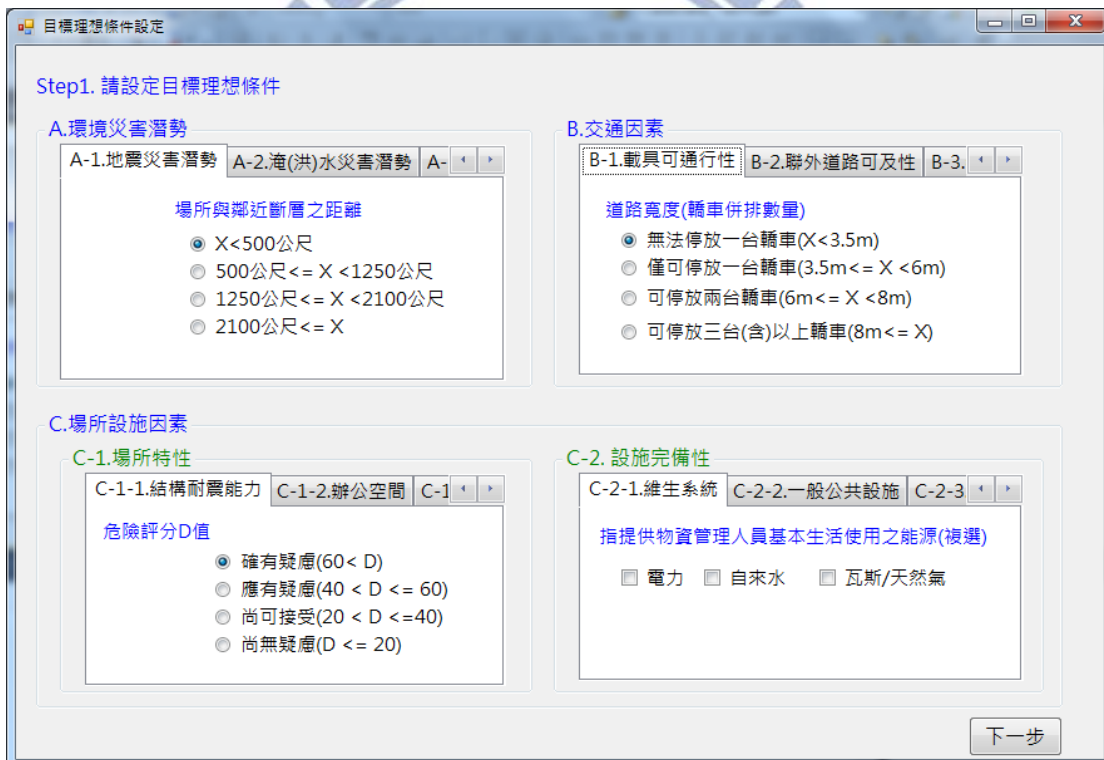 目標理想條件設定
Step1. 請設定目標理想條件
A.環境災害潛勢
A-1.地震災害潛勢 A-2.淹(洪)水災害潛勢 A-
場所與鄰近斷層之距離
X<500公尺
500公尺<= X <1250公尺
1250公尺<= X <2100公尺
2100公尺<= X
B.交通因素
B-1.載具可通行性 B-2.聯外道路可及性 B-3.
道路寬度(轎車併排數量)
無法停放一台轎車(X<3.5m)
僅可停放一台轎車(3.5m<= X <6m)
可停放兩台轎車(6m<= X <8m)
可停放三台(含)以上轎車(8m<= X)
C.場所設施因素
C-1.場所特性
C-1-1.結構耐震能力 C-1-2.辦公空間 C-1
危險評分D值
確有疑慮(60< D)
應有疑慮(40 < D <= 60)
尚可接受(20 < D <=40)
尚無疑慮(D <= 20)
C-2. 設施完備性
C-2-1.維生系統 C-2-2.一般公共設施 C-2-3
指提供物資管理人員基本生活使用之能源(複選)
電力 自來水 瓦斯/天然氣
下一步